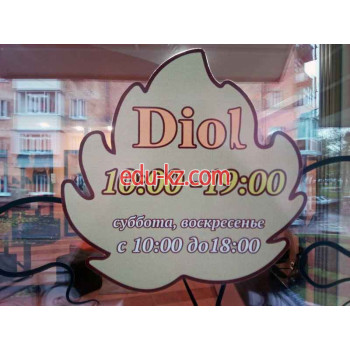 Diol
10:00 - 19:00
edu-kz.com
суббота, воскресенье
с 10:00 до18:00